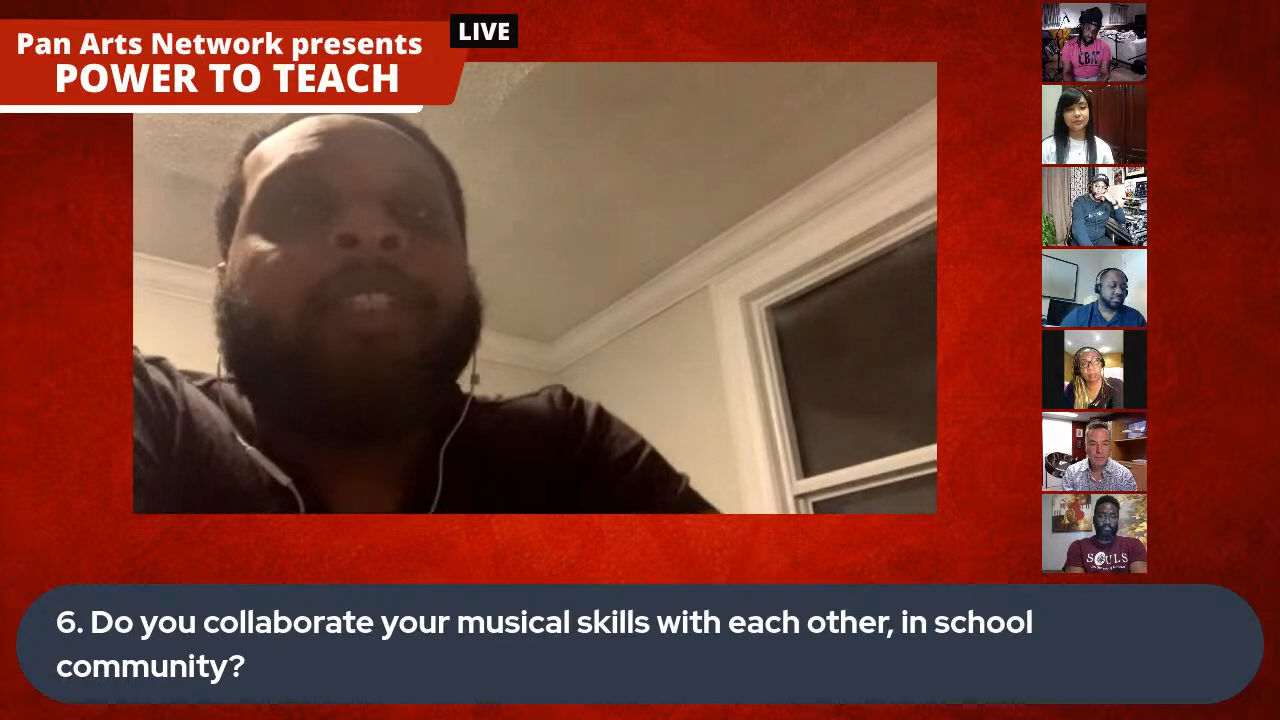 Pan Arts Network presents
POWER TO TEACH
LIVE
SOULS
6. Do you collaborate your musical skills with each other, in school
community?